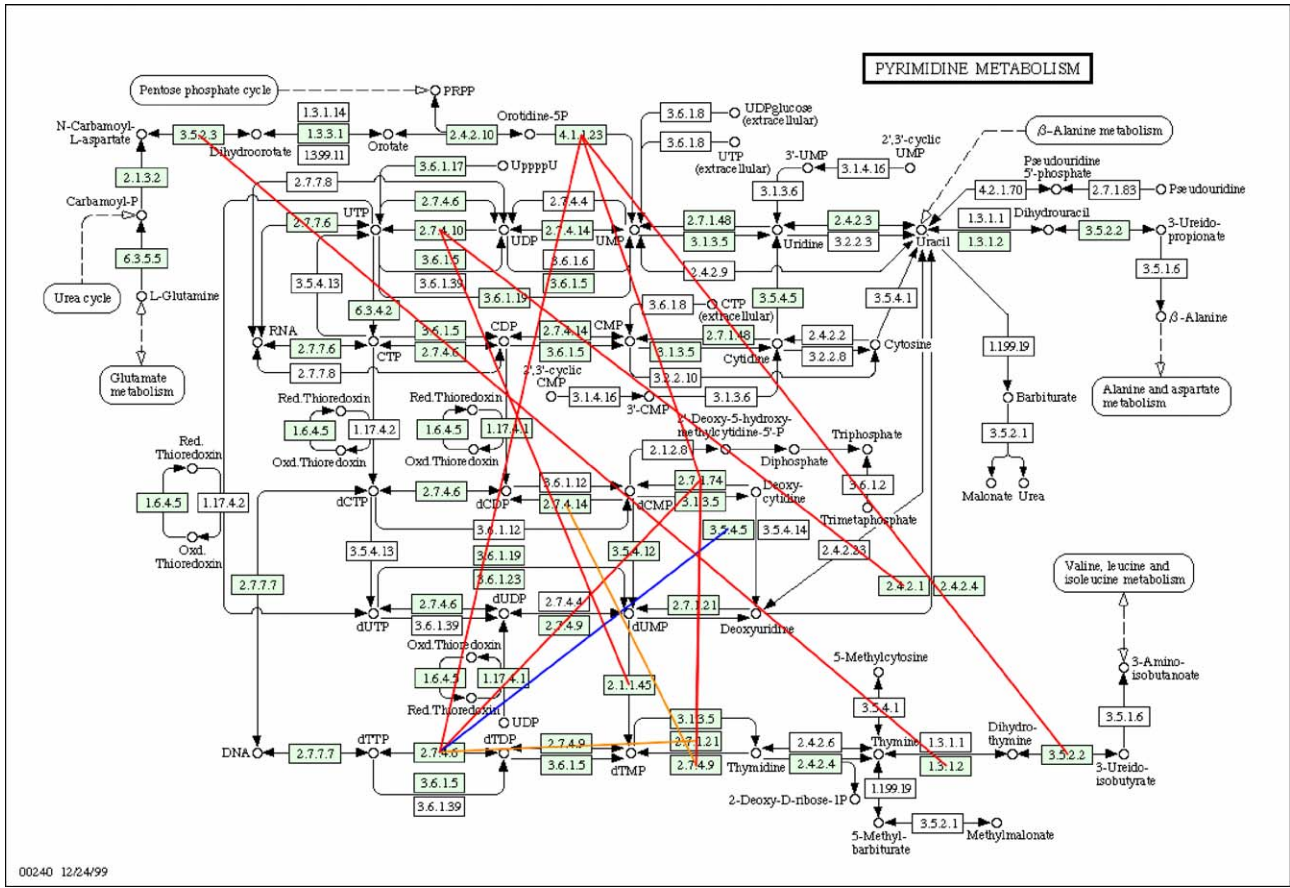 PYRIMIDINE METABOLISM
Pentose phosphate cycle
PRPP
N-Carbamoyl-
L-aspartate
3.5.2.3
Dihydroorotate
1.3.1.14
1.3.3.1
1.3.99.11
Orotate
2.4.2.10
Orotidine-5P
4.1.1.23
3.6.1.8
UDPglucose
(extracellular)
3.6.1.8
UTP
(extracellular)
3'-UMP
3.1.4.16
2',3'-cyclic
UMP
3.1.3.6
β-Alanine metabolism
Pseudouridine
5'-phosphate
4.2.1.70
2.7.1.83
Pseudouridine
2.1.3.2
Carbamoyl-P
6.3.5.5
Urea cycle
L-Glutamine
Glutamate
metabolism
3.6.1.17
UppppU
2.7.7.8
2.7.4.6
2.7.4.4
2.7.7.6
UTP
2.7.4.10
UDP
2.7.4.14
UMP
2.7.1.48
3.1.3.5
Uridine
2.4.2.3
3.2.2.3
Uracil
1.3.1.1
1.3.1.2
Dihydrouracil
3.5.2.2
3-Ureido-
propionate
3.6.1.5
3.6.1.39
3.6.1.6
3.6.1.5
2.4.2.9
3.5.4.13
3.6.1.19
3.6.1.8
CTP
(extracellular)
3.5.4.5
3.5.4.1
3.5.1.6
β-Alanine
6.3.4.2
RNA
2.7.7.6
CTP
3.6.1.5
2.7.4.6
CDP
2.7.4.14
3.6.1.5
CMP
2.7.1.48
3.1.3.5
Cytidine
2.4.2.2
3.2.2.8
Cytosine
1.1.99.19
2.7.7.8
2',3'-cyclic
CMP
3.1.4.16
3'-CMP
3.2.2.10
3.1.3.6
Alanine and aspartate
metabolism
Barbiturate
3.5.2.1
Malonate
Urea
Red.Thioredoxin
1.6.4.5
1.17.4.2
Oxd.Thioredoxin
Red.Thioredoxin
1.6.4.5
1.17.4.1
Oxd.Thioredoxin
2'-Deoxy-5-hydroxy-
methylcytidine-5'-P
2.1.2.8
Diphosphate
Triphosphate
3.6.1.2
Trimetaphosphate
Red.
Thioredoxin
1.6.4.5
1.17.4.2
Oxd.
Thioredoxin
dCTP
2.7.4.6
dCDP
3.6.1.12
2.7.4.14
dCMP
2.7.1.74
3.1.3.5
Deoxy-
cytidine
3.6.1.12
3.5.4.5
3.5.4.14
3.5.4.13
3.6.1.19
3.6.1.23
3.5.4.12
2.4.2.23
2.7.7.7
2.4.2.1
2.4.2.4
Valine, leucine and
isoleucine metabolism
dUTP
2.7.4.6
3.6.1.39
dUDP
2.7.4.4
2.7.4.9
dUMP
2.7.1.21
Deoxyuridine
Oxd.Thioredoxin
1.6.4.5
1.17.4.1
Red.Thioredoxin
UDP
2.1.1.45
5-Methylcytosine
3.5.4.1
3-Amino-
isobutanoate
3.5.1.6
DNA
2.7.7.7
dTTP
2.7.4.6
dTDP
2.7.4.9
3.6.1.5
dTMP
3.1.3.5
2.7.1.21
2.7.4.9
Thymidine
2.4.2.6
2.4.2.4
Thymine
1.3.1.1
1.3.1.2
Dihydro-
thymine
3.5.2.2
3-Ureido-
isobutyrate
3.6.1.5
3.6.1.39
2-Deoxy-D-ribose-1P
1.1.99.19
5-Methyl-
barbiturate
3.5.2.1
Methylmalonate
00240 12/24/99